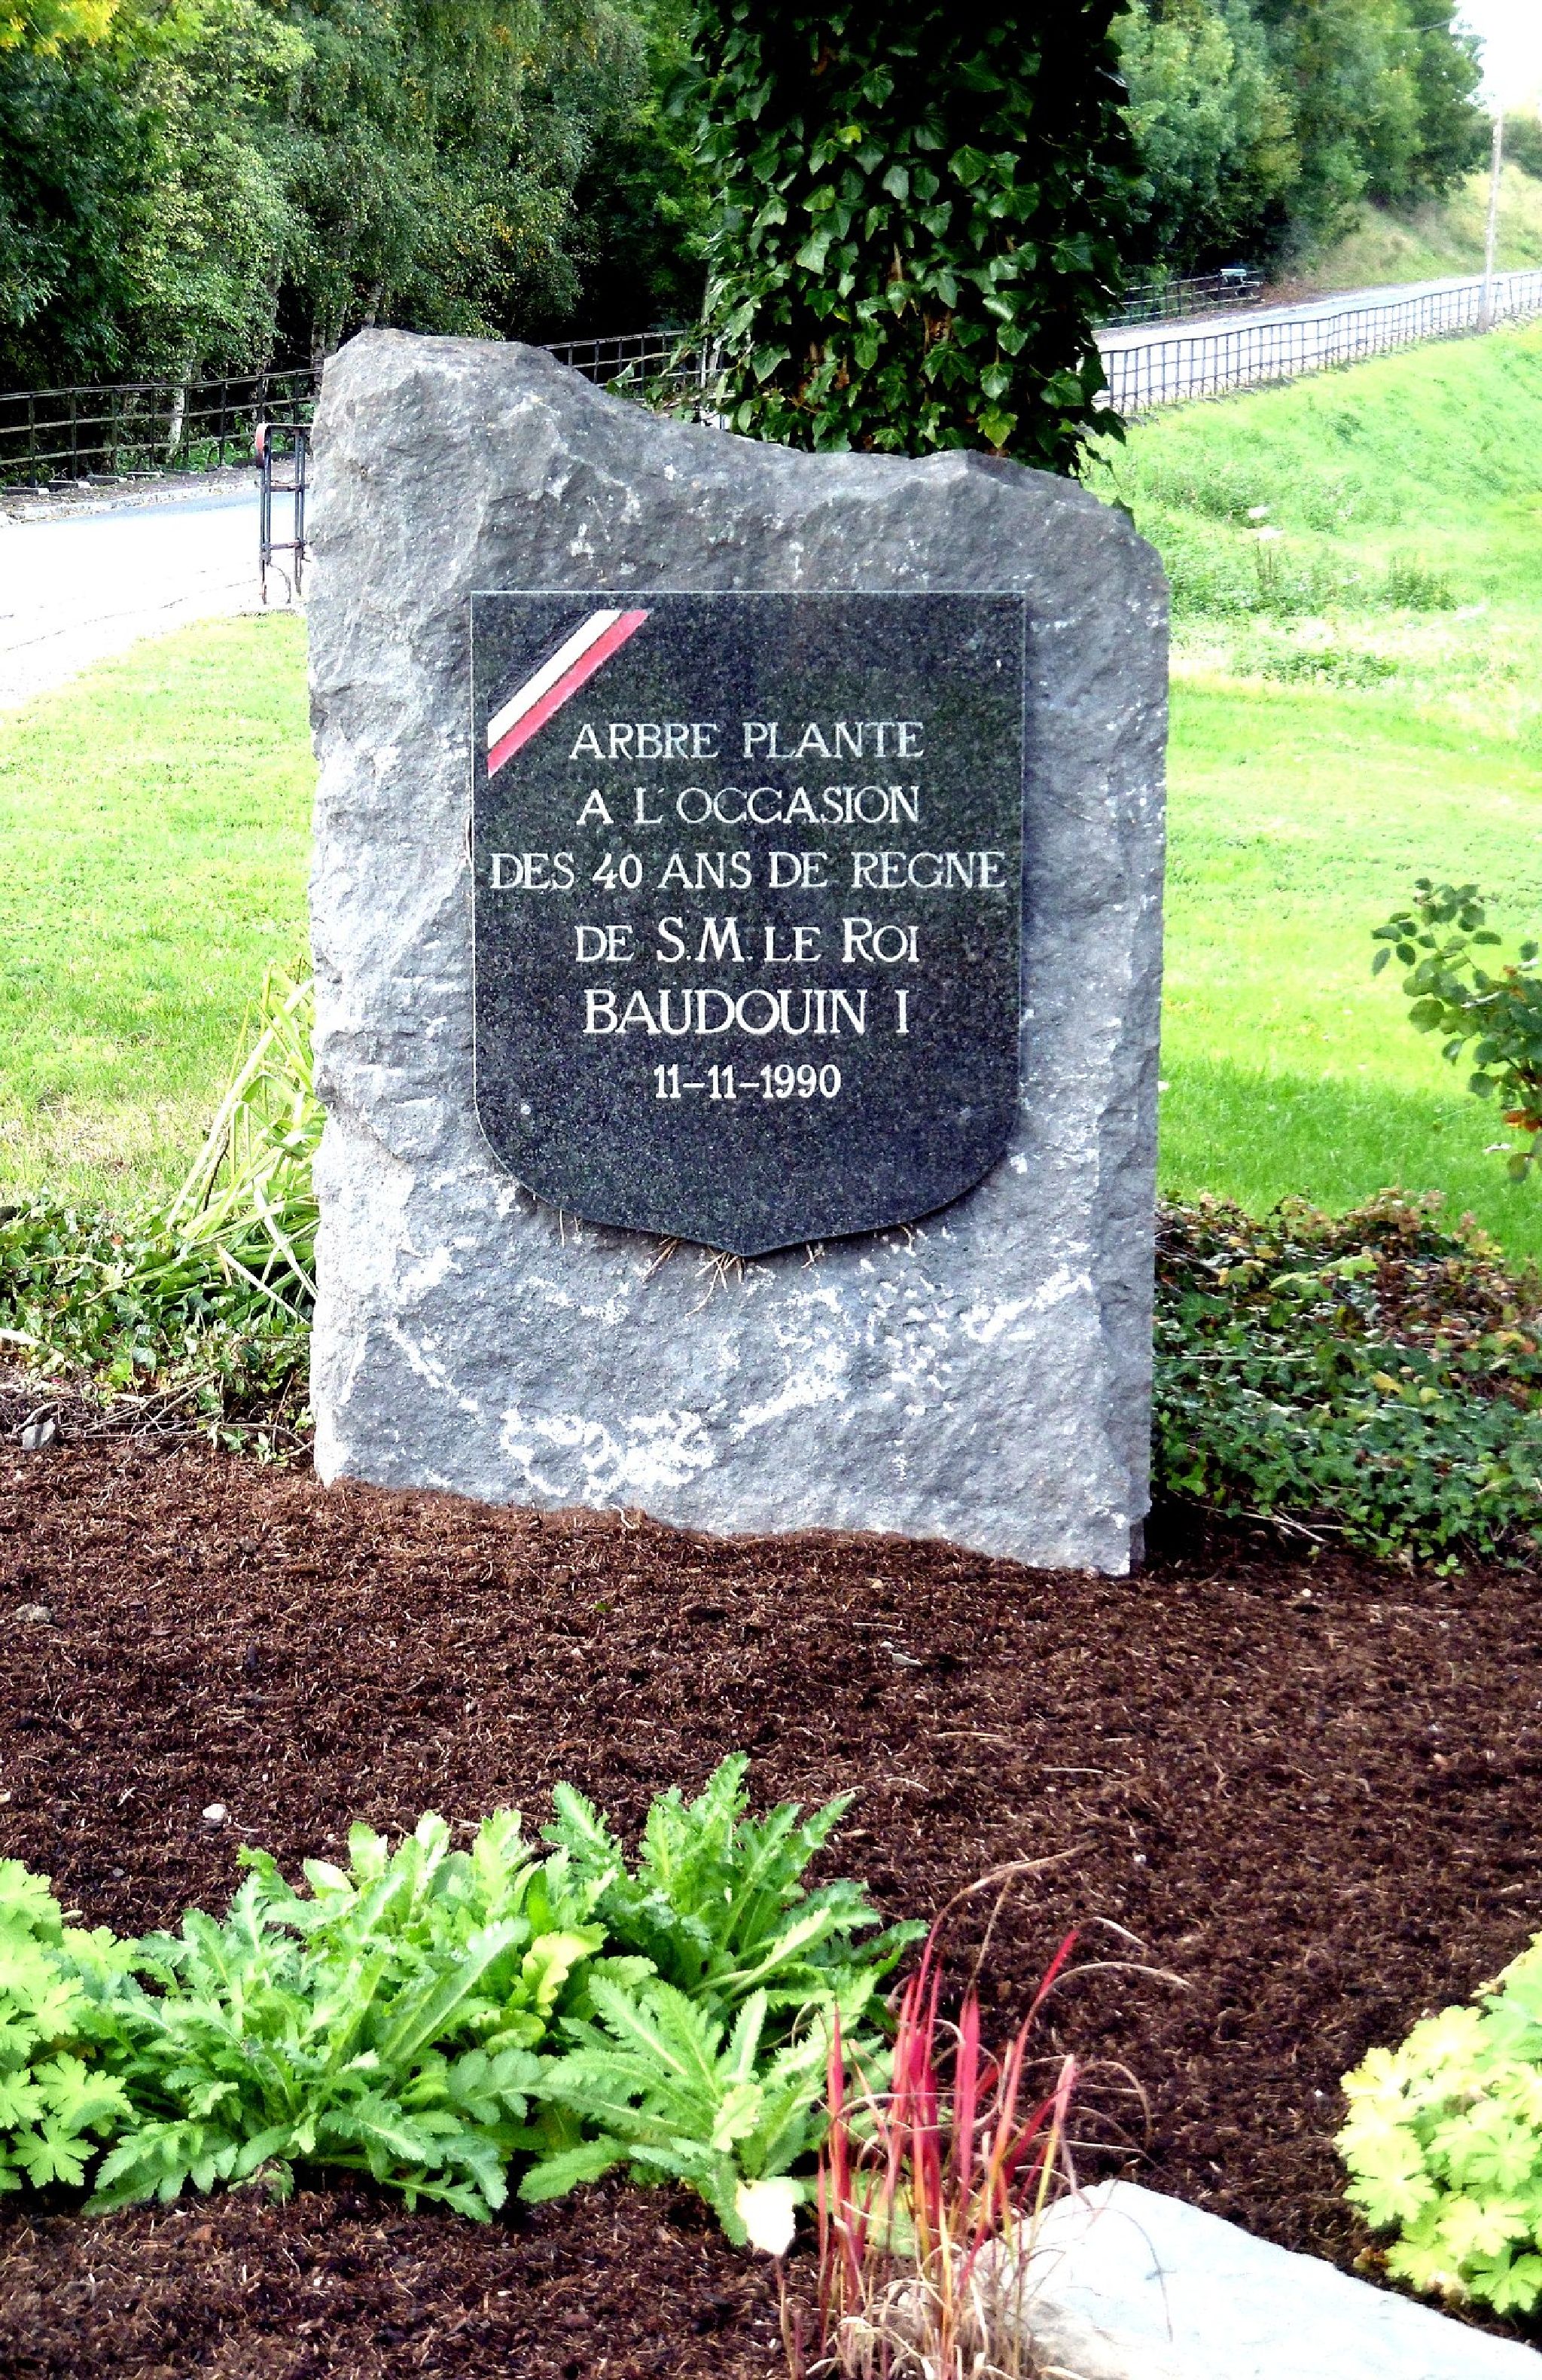 ARBRE PLANTE
A L'OCCASION
DES 40 ANS DE REGNE
DE S.M. LE ROI
BAUDOUIN I
11-11-1990